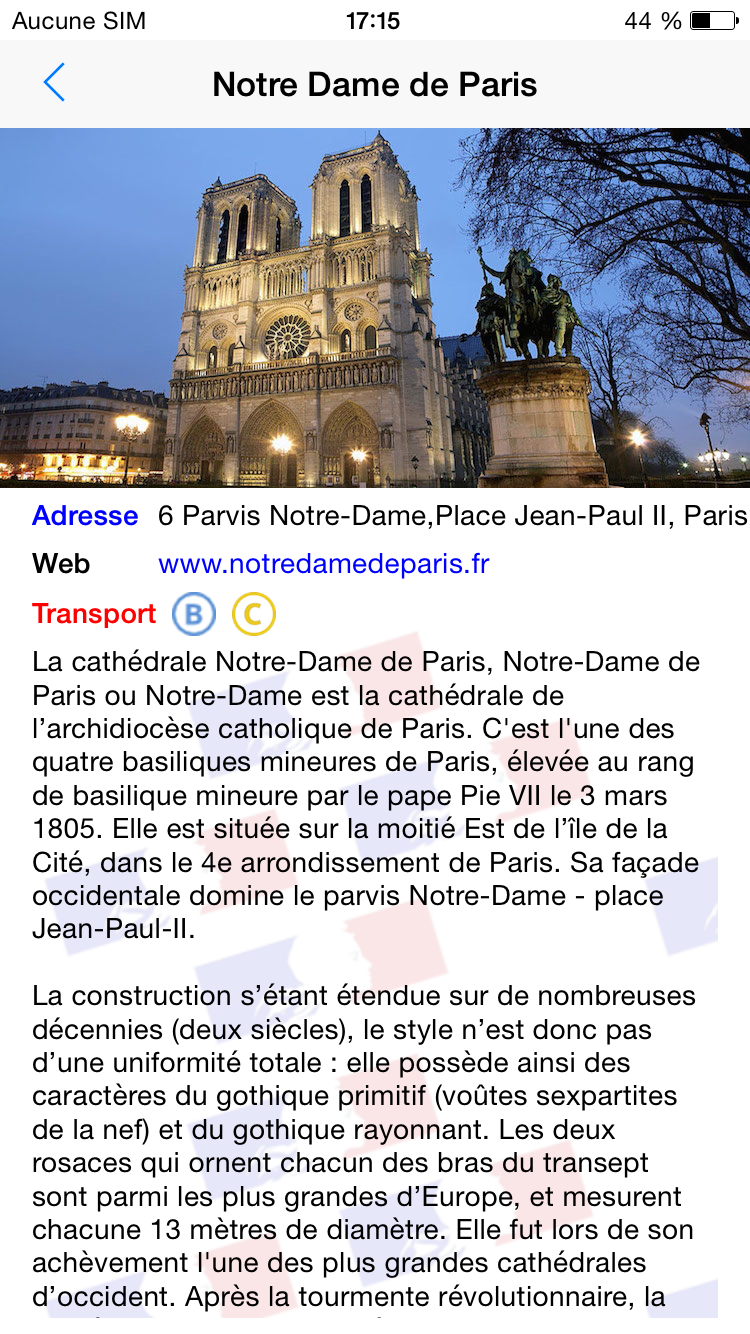 Aucune SIM 17:15 44 %
Notre Dame de Paris
Adresse 6 Parvis Notre-Dame,Place Jean-Paul II, Paris
Web www.notredamedeparis.fr
Transport B C
La cathédrale Notre-Dame de Paris, Notre-Dame de
Paris ou Notre-Dame est la cathédrale de
l’archidiocèse catholique de Paris. C'est l'une des
quatre basiliques mineures de Paris, élevée au rang
de basilique mineure par le pape Pie VII le 3 mars
1805. Elle est située sur la moitié Est de l’île de la
Cité, dans le 4e arrondissement de Paris. Sa façade
occidentale domine le parvis Notre-Dame - place
Jean-Paul-II.
La construction s’étant étendue sur de nombreuses
décennies (deux siècles), le style n’est donc pas
d’une uniformité totale : elle possède ainsi des
caractères du gothique primitif (voûtes sexpartites
de la nef) et du gothique rayonnant. Les deux
rosaces qui ornent chacun des bras du transept
sont parmi les plus grandes d’Europe, et mesurent
chacune 13 mètres de diamètre. Elle fut lors de son
achèvement l'une des plus grandes cathédrales
d’occident. Après la tourmente révolutionnaire, la